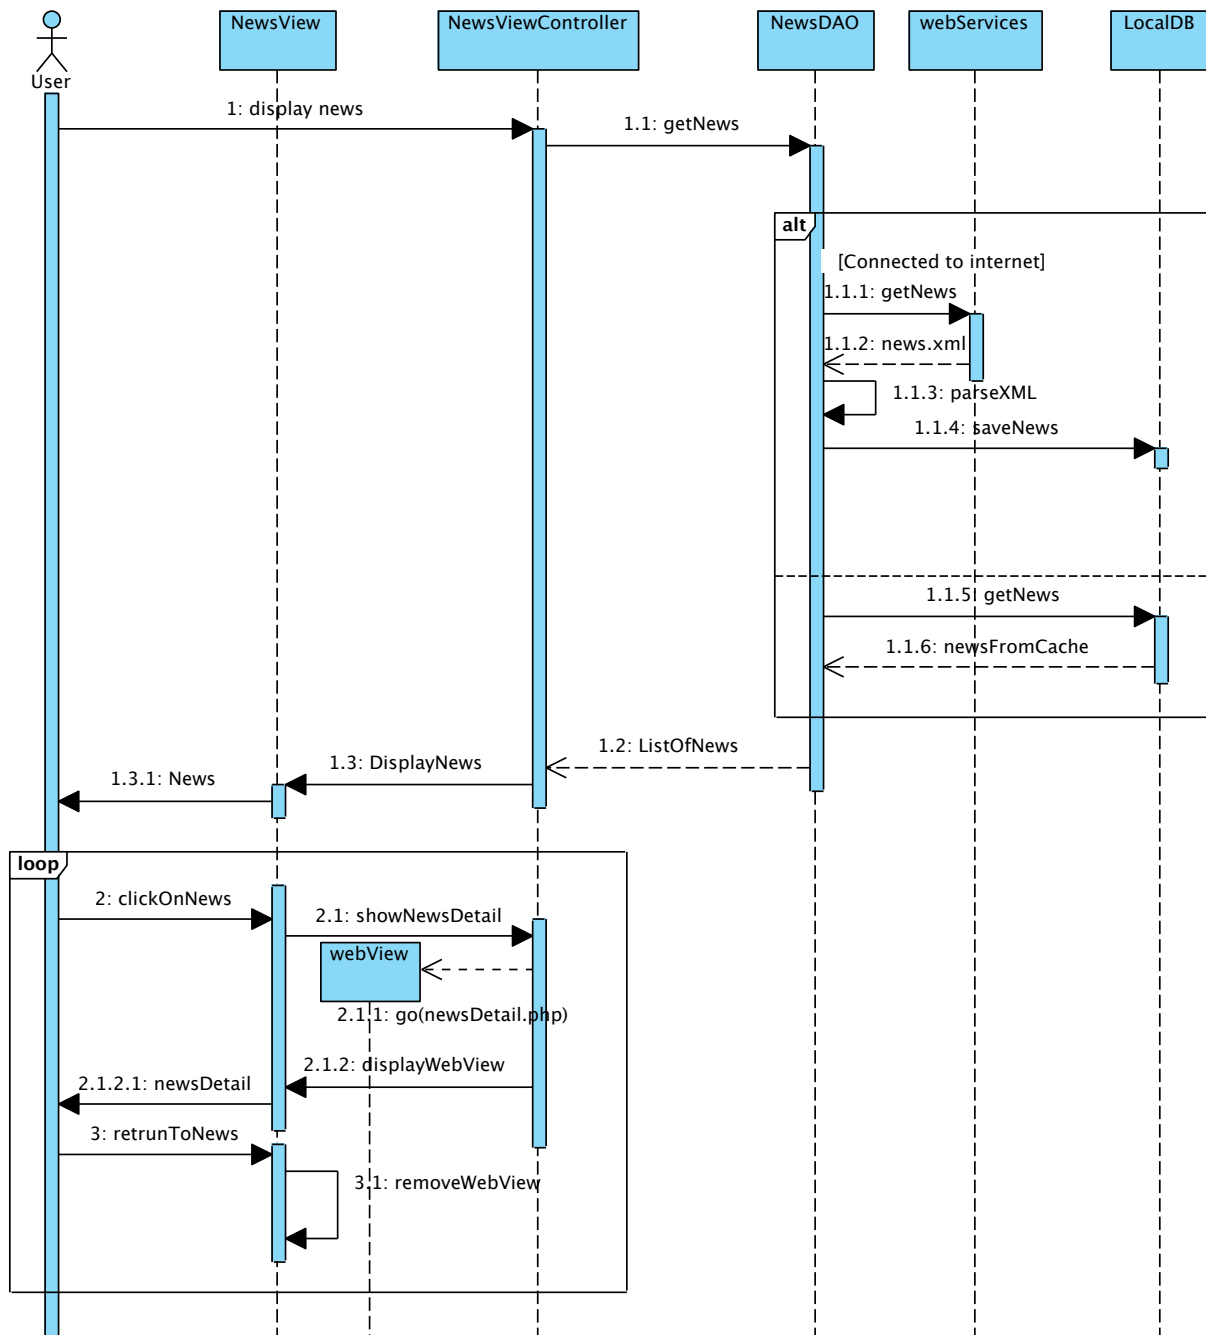 NewsView
NewsViewController
NewsDAO
webServices
LocalDB
User
1: display news
1.1: getNews
alt
[Connected to internet]
1.1.1: getNews
1.1.2: news.xml
1.1.3: parseXML
1.1.4: saveNews
1.1.5: getNews
1.1.6: newsFromCache
1.2: ListOfNews
1.3: DisplayNews
1.3.1: News
loop
2: clickOnNews
2.1: showNewsDetail
webView
2.1.1: go(newsDetail.php)
2.1.2: displayWebView
2.1.2.1: newsDetail
3: retrunToNews
3.1: removeWebView